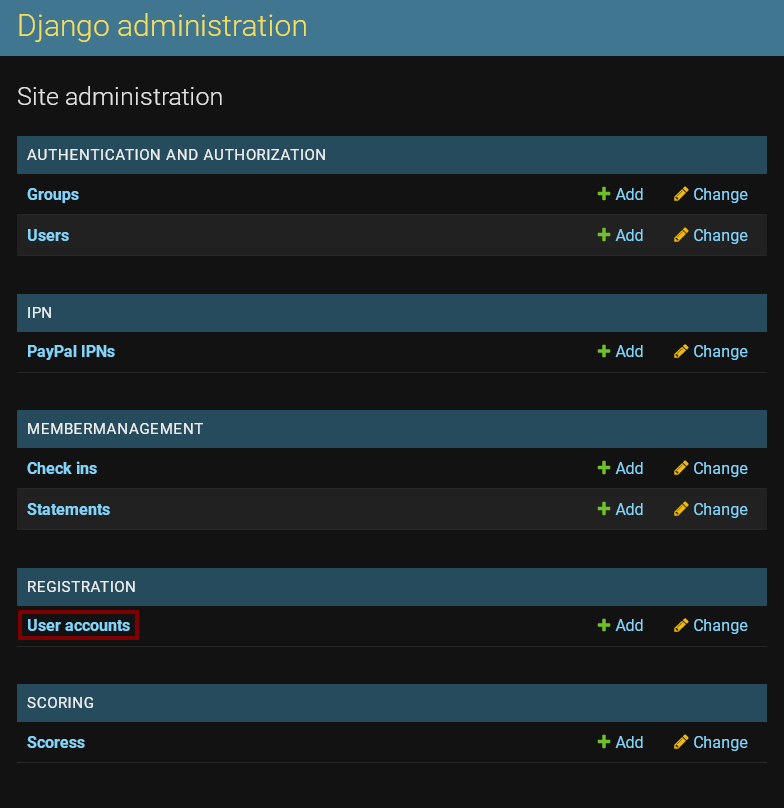 Django administration
Site administration
AUTHENTICATION AND AUTHORIZATION
Groups Add Change
Users Add Change
IPN
PayPal IPNs Add Change
MEMBERMANAGEMENT
Check ins Add Change
Statements Add Change
REGISTRATION
User accounts Add Change
SCORING
Scoress Add Change